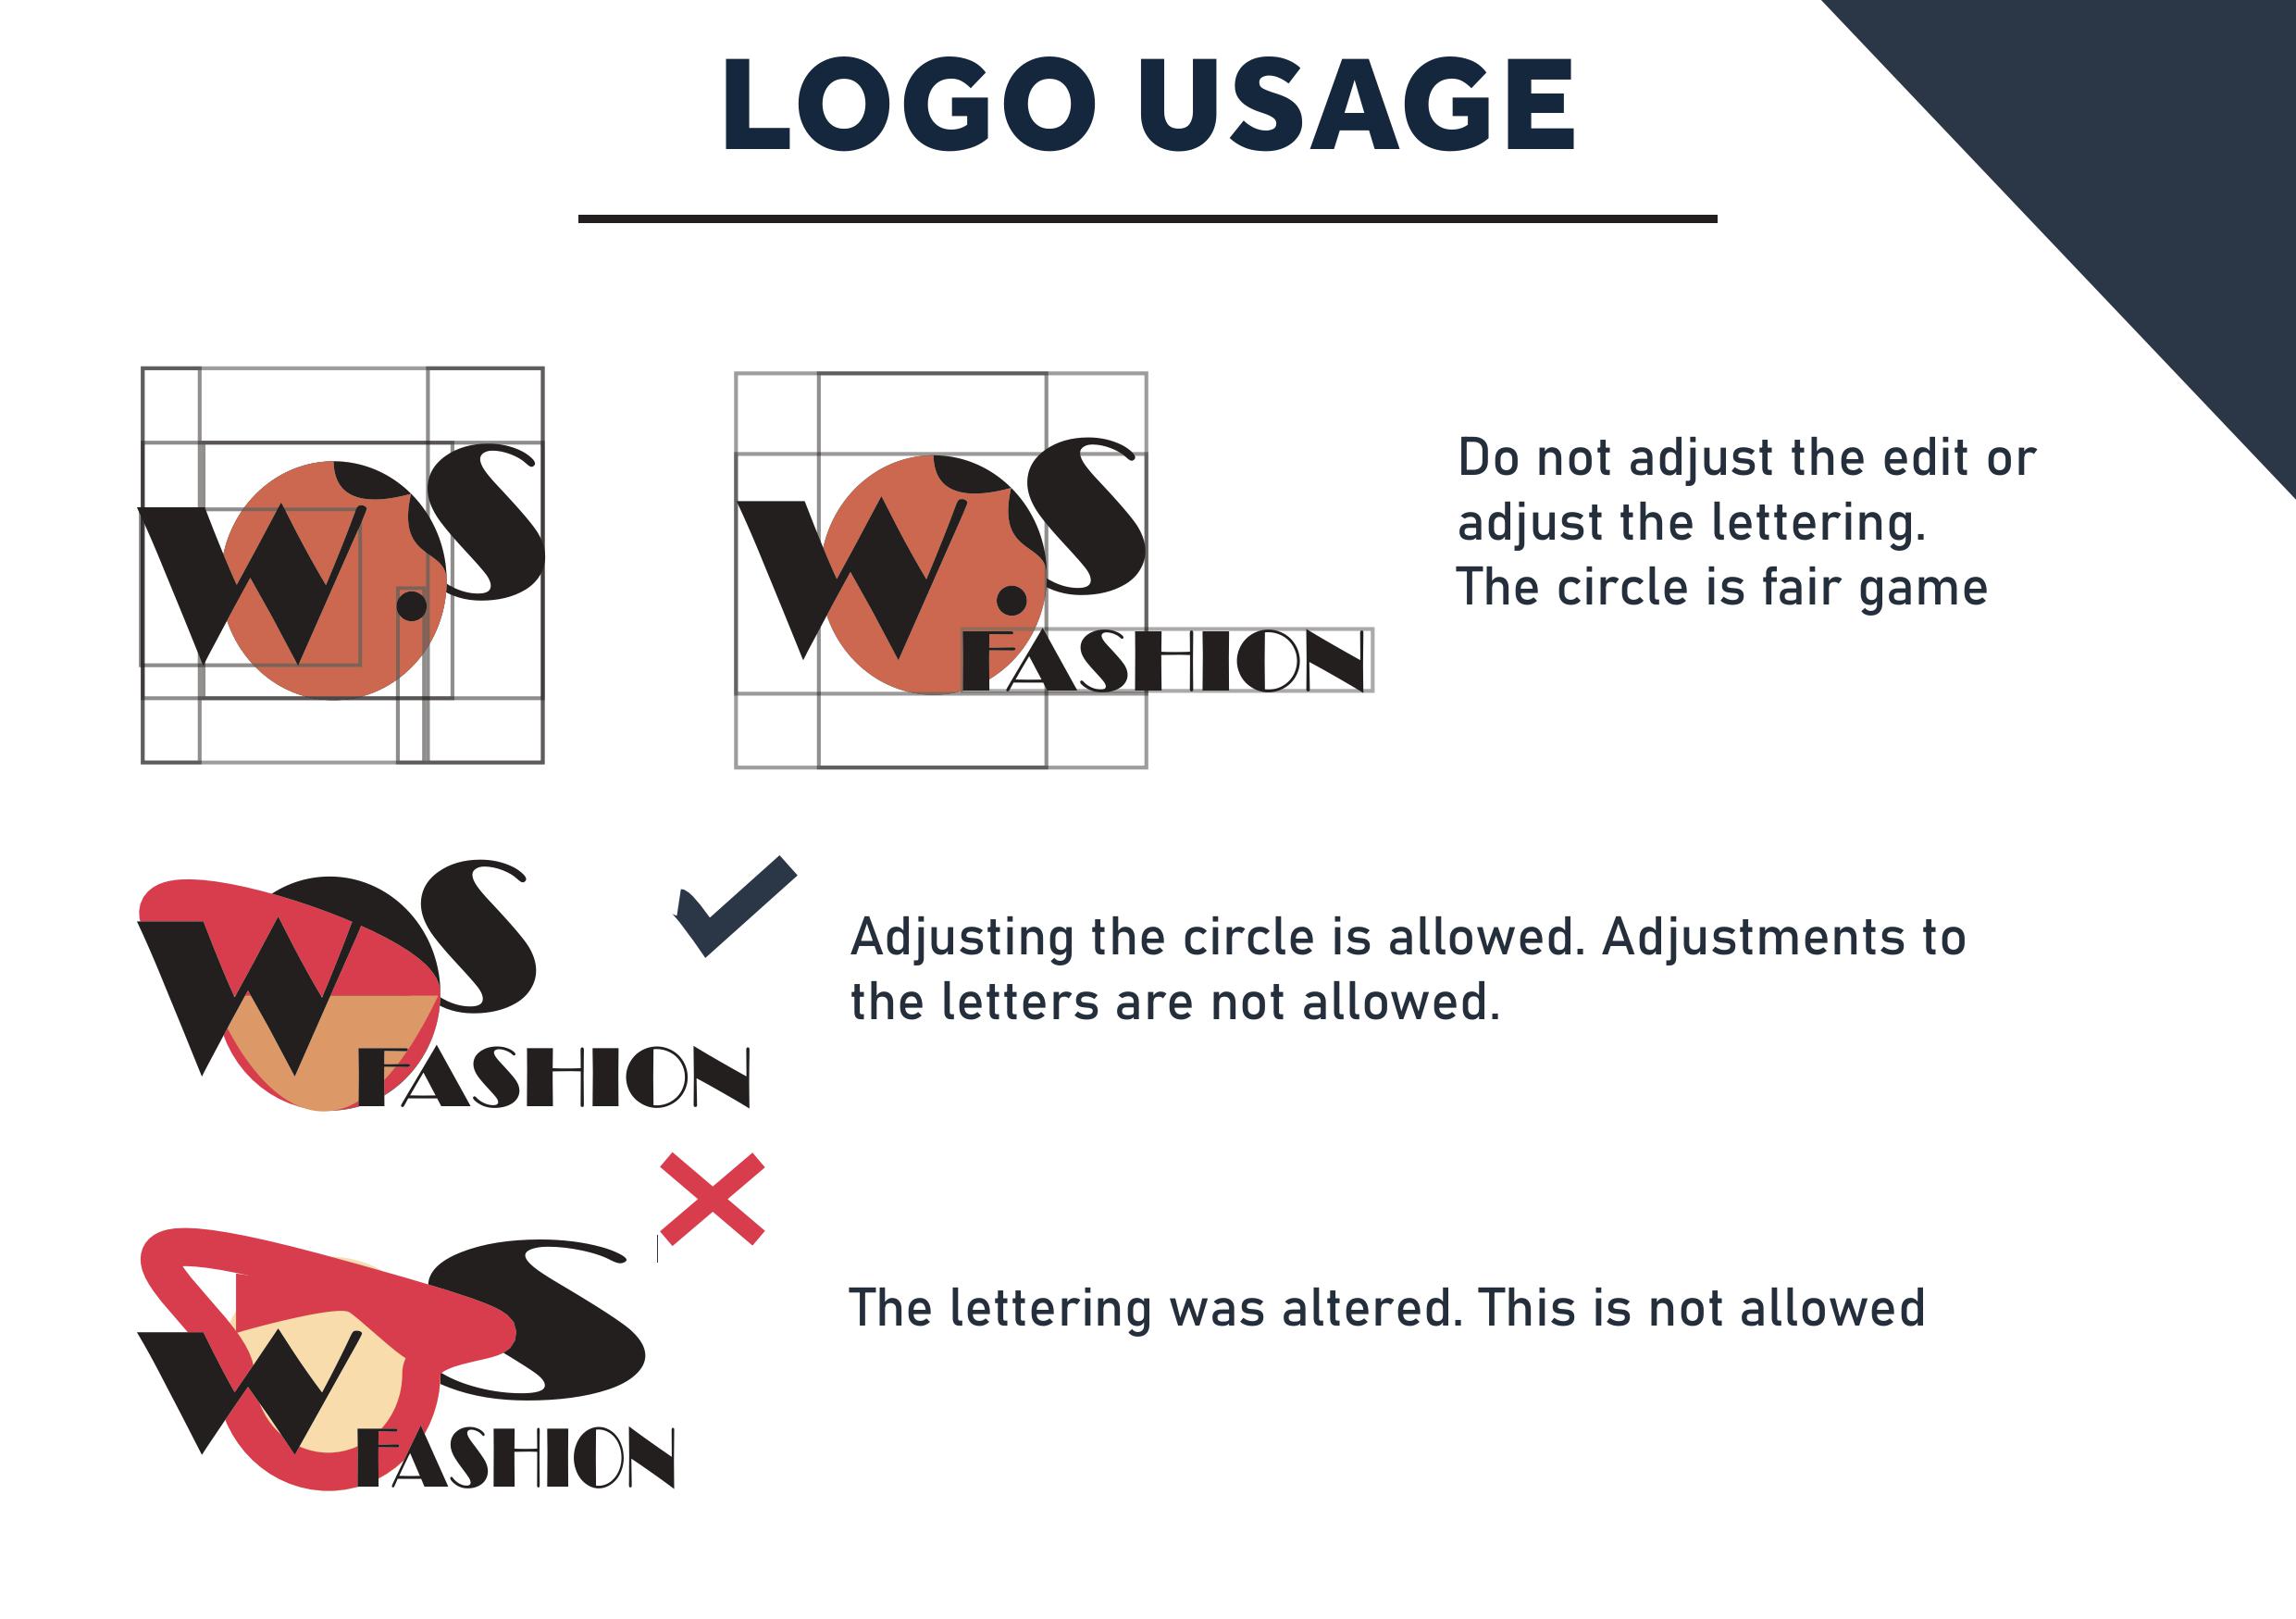 LOGO USAGE
W.S
W.S
FASHION
Do not adjust the edit or
adjust the lettering.
The circle is fair game
WS
FASHION
Adjusting the circle is allowed. Adjustments to
the letters are not allowed.
WS
FASHION
The lettering was altered. This is not allowed